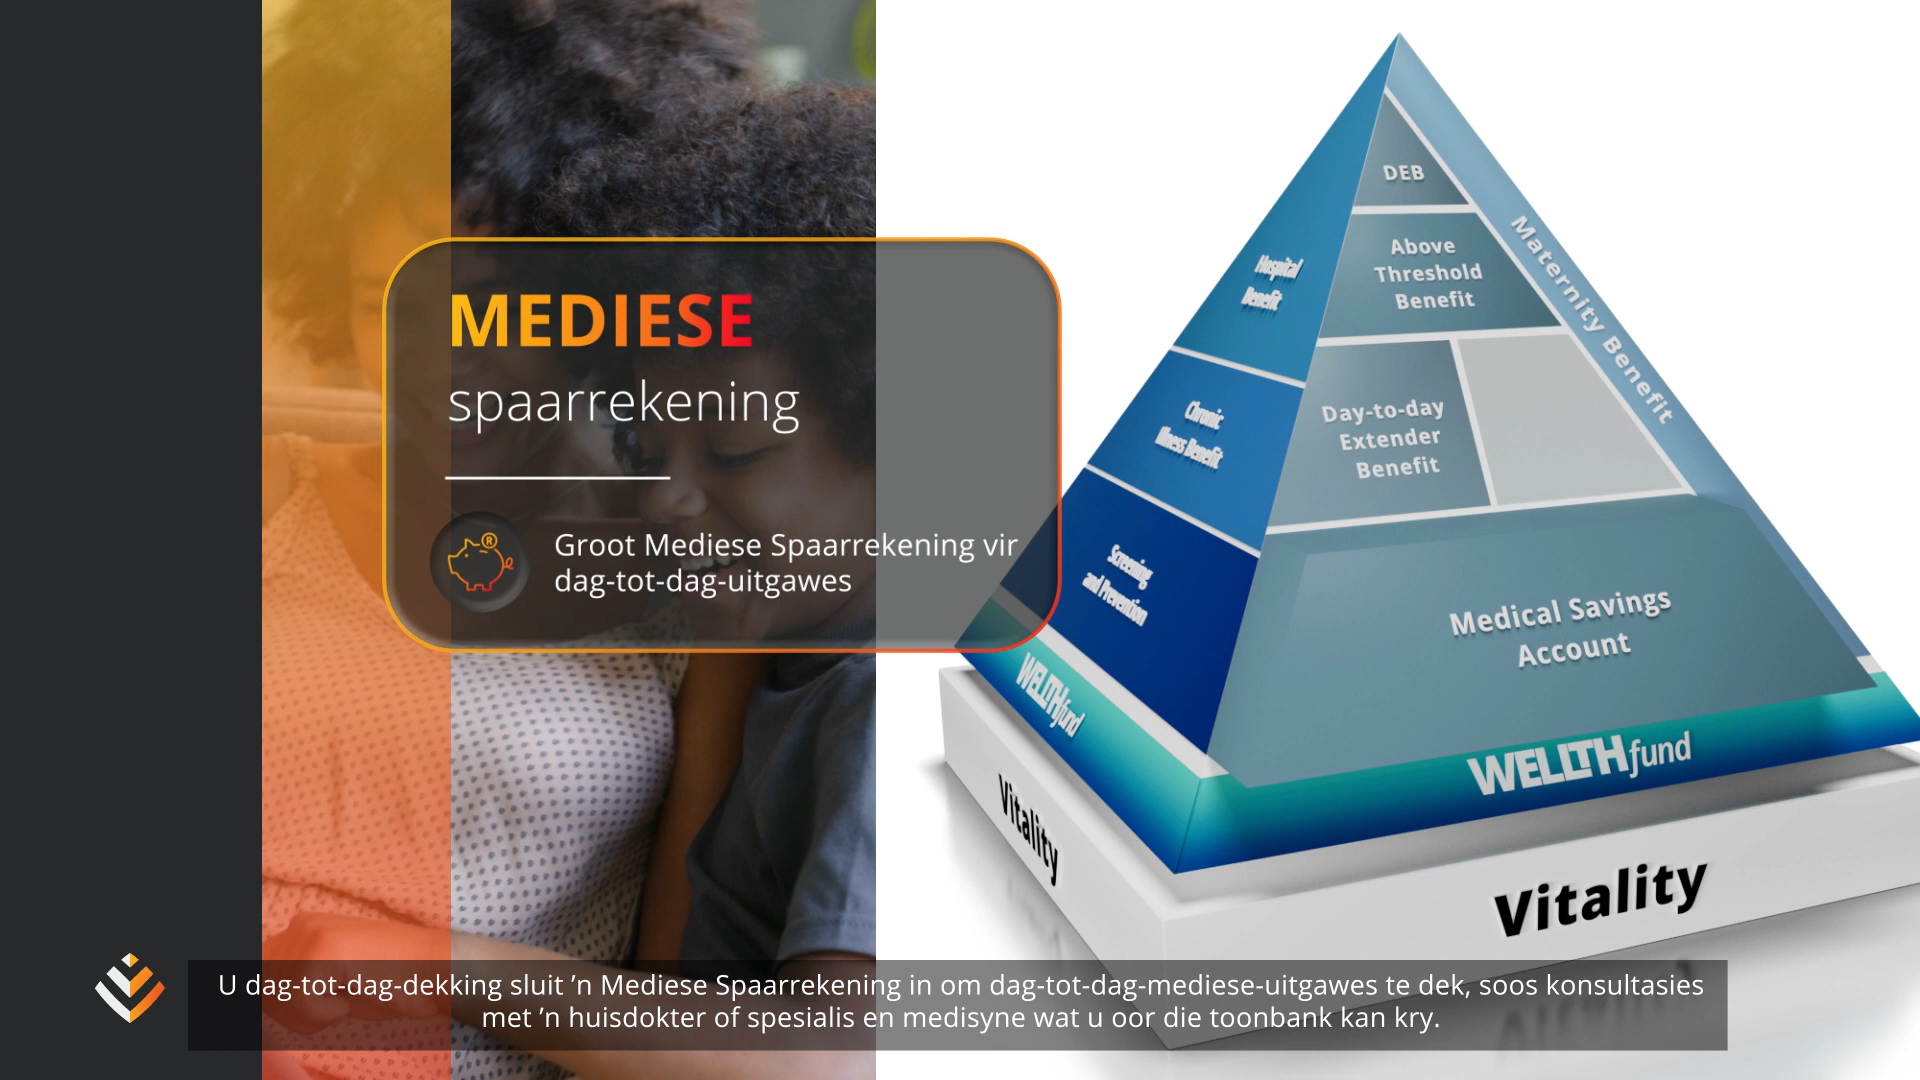 MEDIESE
spaarrekening
Groot Mediese Spaarrekening vir
dag-tot-dag-uitgawes
R
DEB
Above
Threshold
Benefit
Maternity Benefit
Hospital
Benefit
Day-to-day
Extender
Benefit
Chronic
Illness Benefit
Screening
and Prevention
Medical Savings
Account
WELLTH fund
WELLTH fund
Vitality
Vitality
U dag-tot-dag-dekking sluit ’n Mediese Spaarrekening in om dag-tot-dag-mediese-uitgawes te dek, soos konsultasies
met ’n huisdokter of spesialis en medisyne wat u oor die toonbank kan kry.